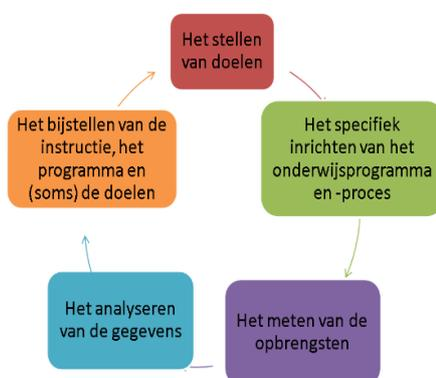 Het stellen
van doelen
Het specifiek
inrichten van het
onderwijsprogramma
en -proces
Het meten van de
opbrengsten
Het analyseren
van de gegevens
Het bijstellen van de
instructie, het
programma en
(soms) de doelen